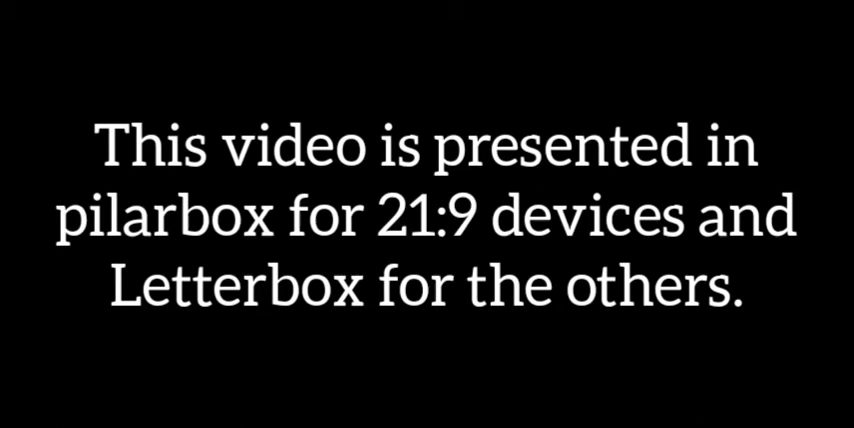 This video is presented in
pilarbox for 21:9 devices and
Letterbox for the others.